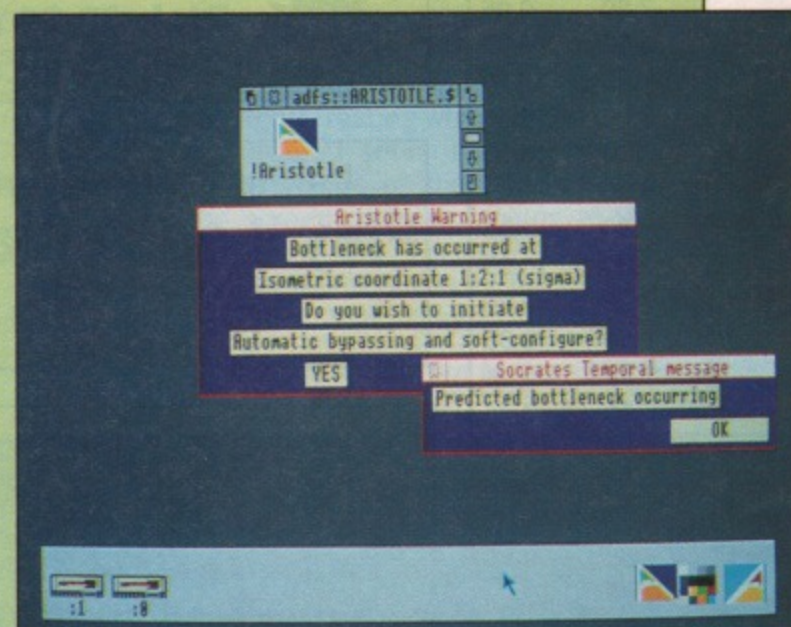 adfs::ARISTOTLE.$
!Aristotle
Aristotle Warning
Bottleneck has occurred at
Isometric coordinate 1:2:1 (sigma)
Do you wish to initiate
Automatic bypassing and soft-configure?
YES
Socrates Temporal message
Predicted bottleneck occurring
OK
:1 :0